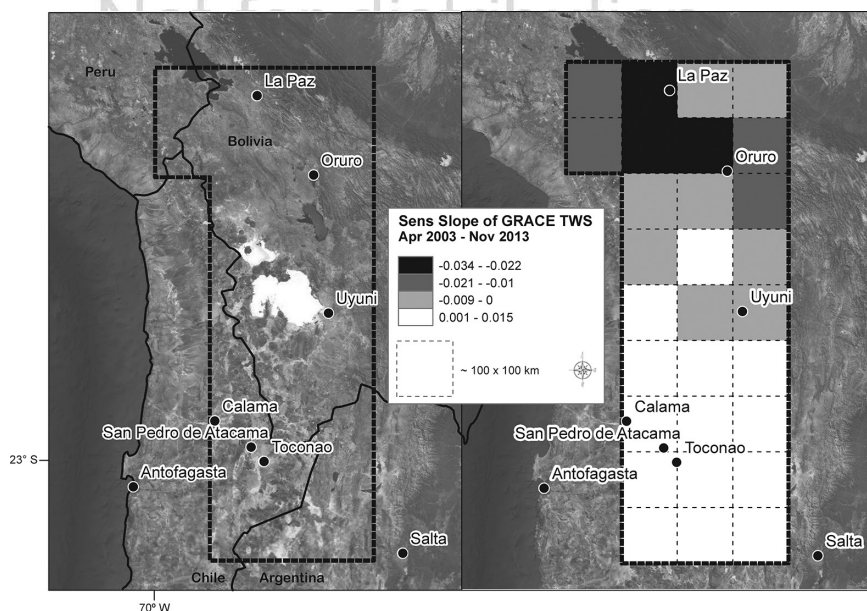 Not for distribution
Peru
La Paz
Bolivia
Oruro
Uyuni
Calama
San Pedro de Atacama
Toconao
23° S
Antofagasta
Salta
Chile
Argentina
70° W
Sens Slope of GRACE TWS
Apr 2003 - Nov 2013
-0.034 - -0.022
-0.021 - -0.01
-0.009 - 0
0.001 - 0.015
~ 100 x 100 km
La Paz
Oruro
Uyuni
Calama
San Pedro de Atacama
Toconao
Antofagasta
Salta